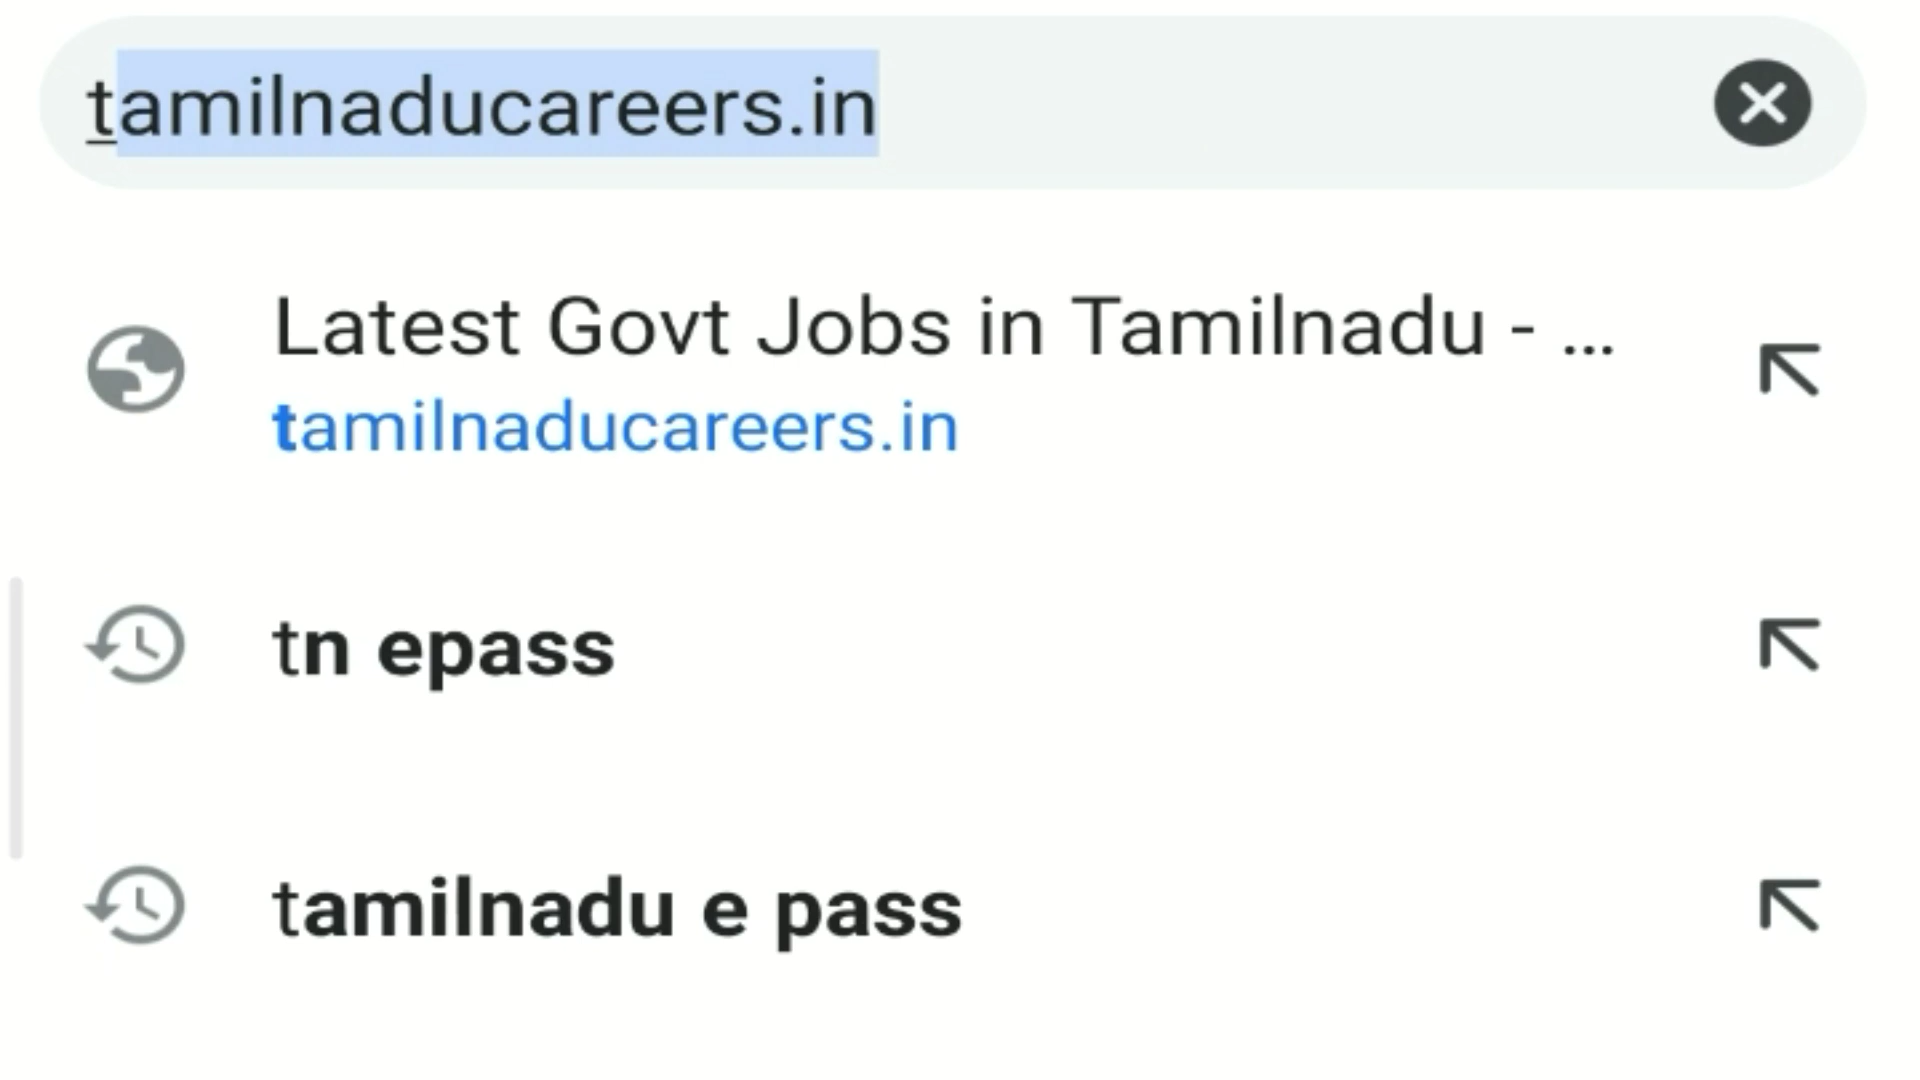 tamilnaducareers.in
Latest Govt Jobs in Tamilnadu - ...
tamilnaducareers.in
tn epass
tamilnadu e pass